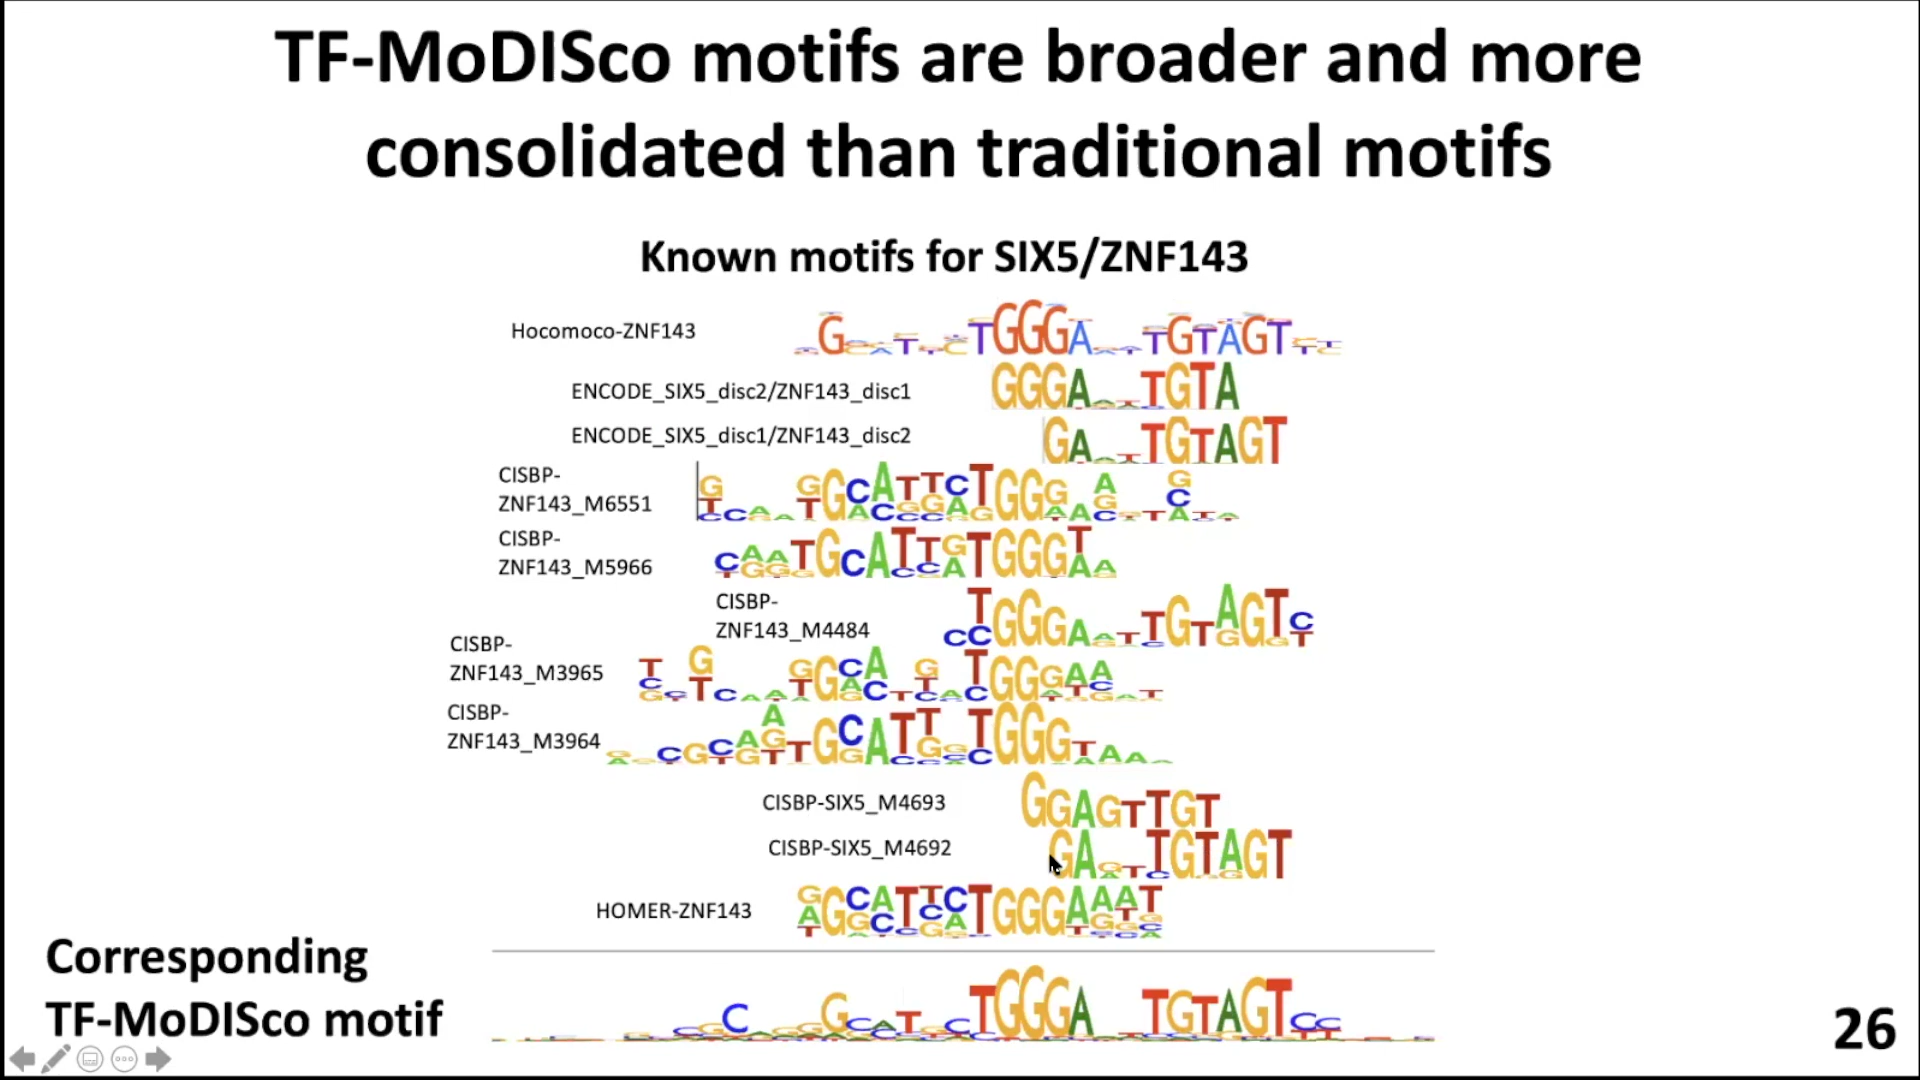 TF-MoDISco motifs are broader and more
consolidated than traditional motifs
Known motifs for SIX5/ZNF143
Hocomoco-ZNF143
ENCODE_SIX5_disc2/ZNF143_disc1
ENCODE_SIX5_disc1/ZNF143_disc2
CISBP-
ZNF143_M6551
CISBP-
ZNF143_M5966
CISBP-
ZNF143_M4484
CISBP-
ZNF143_M3965
CISBP-
ZNF143_M3964
CISBP-SIX5_M4693
CISBP-SIX5_M4692
HOMER-ZNF143
Corresponding
TF-MoDISco motif
26